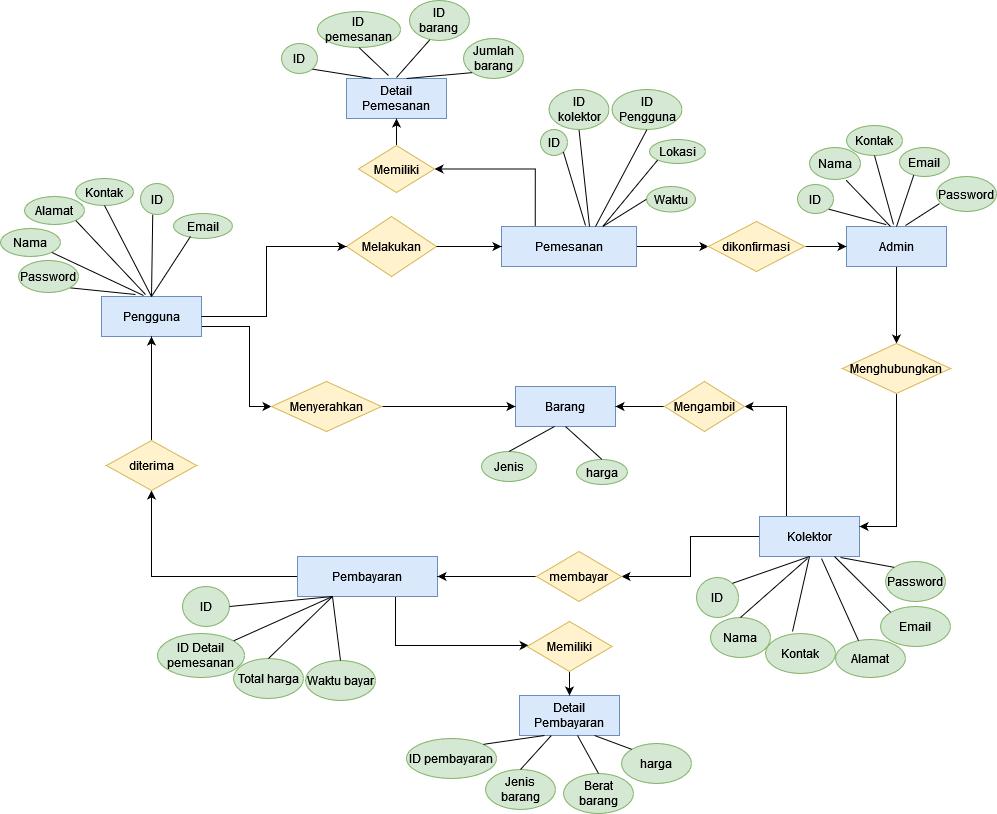 ID
pemesanan
ID
barang
ID
Jumlah
barang
Detail
Pemesanan
ID
kolektor
ID
Pengguna
ID
Lokasi
Waktu
Kontak
Nama
Email
ID
Password
Memiliki
Kontak
ID
Alamat
Email
Nama
Password
Melakukan
Pemesanan
dikonfirmasi
Admin
Pengguna
Menghubungkan
Menyerahkan
Barang
Mengambil
Jenis
harga
diterima
Kolektor
Pembayaran
membayar
ID
ID Detail
pemesanan
Total harga
Waktu bayar
Memiliki
Password
ID
Nama
Kontak
Alamat
Email
Detail
Pembayaran
ID pembayaran
Jenis
barang
Berat
barang
harga